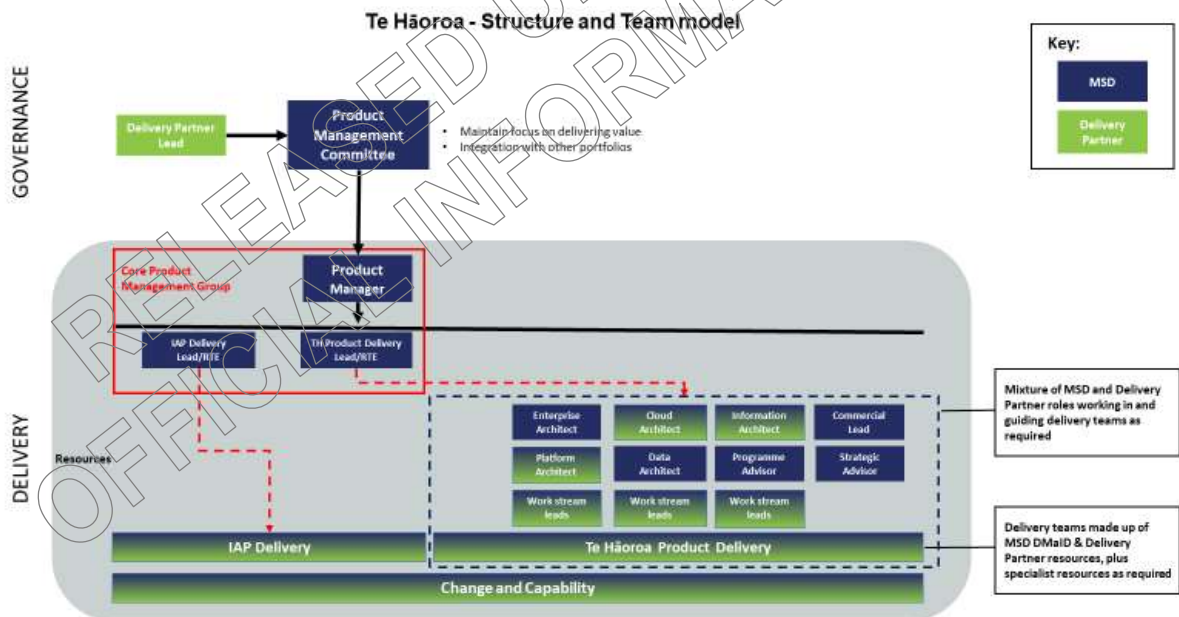 Te Hāoroa - Structure and Team model
Key:
MSD
Delivery
Partner
GOVERNANCE
Delivery Partner
Lead
Product
Management
Committee
• Maintain focus on delivering value
• Integration with other portfolios
RELEASED U
OFFICIAL INFORMA
Core Product
Management Group
Product
Manager
IAP Delivery
Lead/RTE
TH Product Delivery
Lead/RTE
DELIVERY
Resources
Enterprise
Architect
Cloud
Architect
Information
Architect
Commercial
Lead
Platform
Architect
Data
Architect
Programme
Advisor
Strategic
Advisor
Work stream
leads
Work stream
leads
Work stream
leads
IAP Delivery
Te Hāoroa Product Delivery
Change and Capability
Mixture of MSD and Delivery
Partner roles working in and
guiding delivery teams as
required
Delivery teams made up of
MSD DMaID & Delivery
Partner resources, plus
specialist resources as required